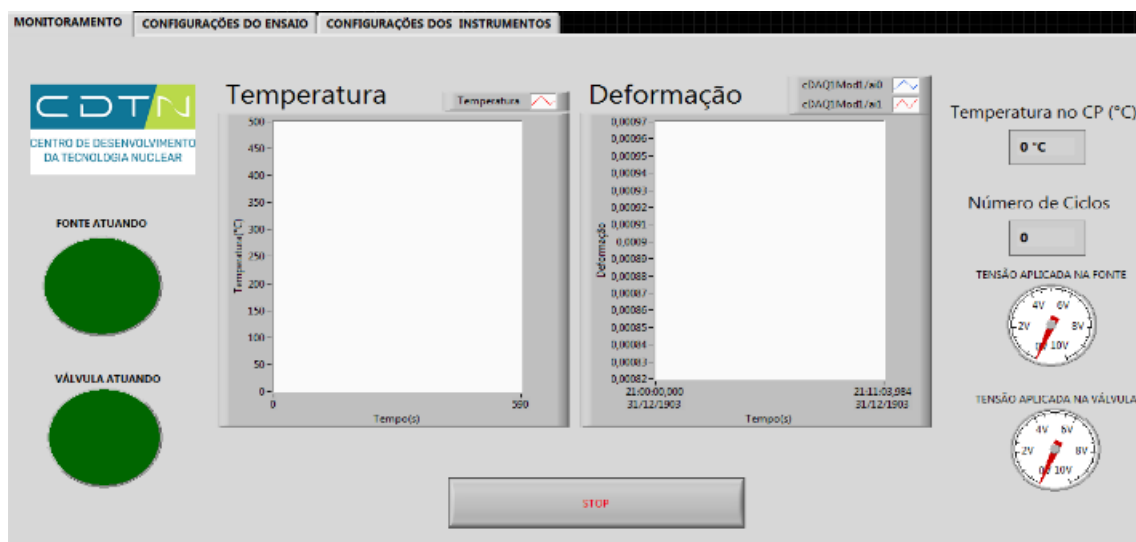 MONITORAMENTO
CONFIGURAÇÕES DO ENSAIO
CONFIGURAÇÕES DOS INSTRUMENTOS
CDTN
CENTRO DE DESENVOLVIMENTO
DA TECNOLOGIA NUCLEAR
FONTE ATUANDO
VÁLVULA ATUANDO
Temperatura
Temperatura
500
450
400
350
300
250
200
150
100
50
0
Temperatura(°C)
0
590
Tempo(s)
Deformação
cDAQ1Mod1/ai0
cDAQ1Mod1/ai1
0,00097
0,00096
0,00095
0,00094
0,00093
0,00092
0,00091
0,0009
0,00089
0,00088
0,00087
0,00086
0,00085
0,00084
0,00083
0,00082
Deformação
21:00:00,000
31/12/1903
21:11:03,984
31/12/1903
Tempo(s)
Temperatura no CP (°C)
0 °C
Número de Ciclos
0
TENSÃO APLICADA NA FONTE
4V 6V
2V 8V
10V
TENSÃO APLICADA NA VÁLVULA
4V 6V
2V 8V
10V
STOP